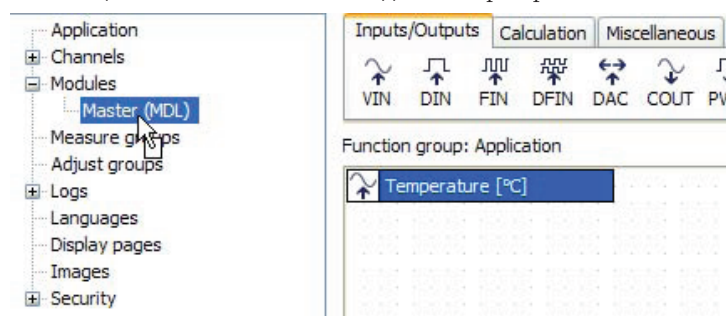 Application
Channels
Modules
Master (MDL)
Measure groups
Adjust groups
Logs
Languages
Display pages
Images
Security
Inputs/Outputs Calculation Miscellaneous
VIN DIN FIN DFIN DAC COUT
Function group: Application
Temperature [°C]